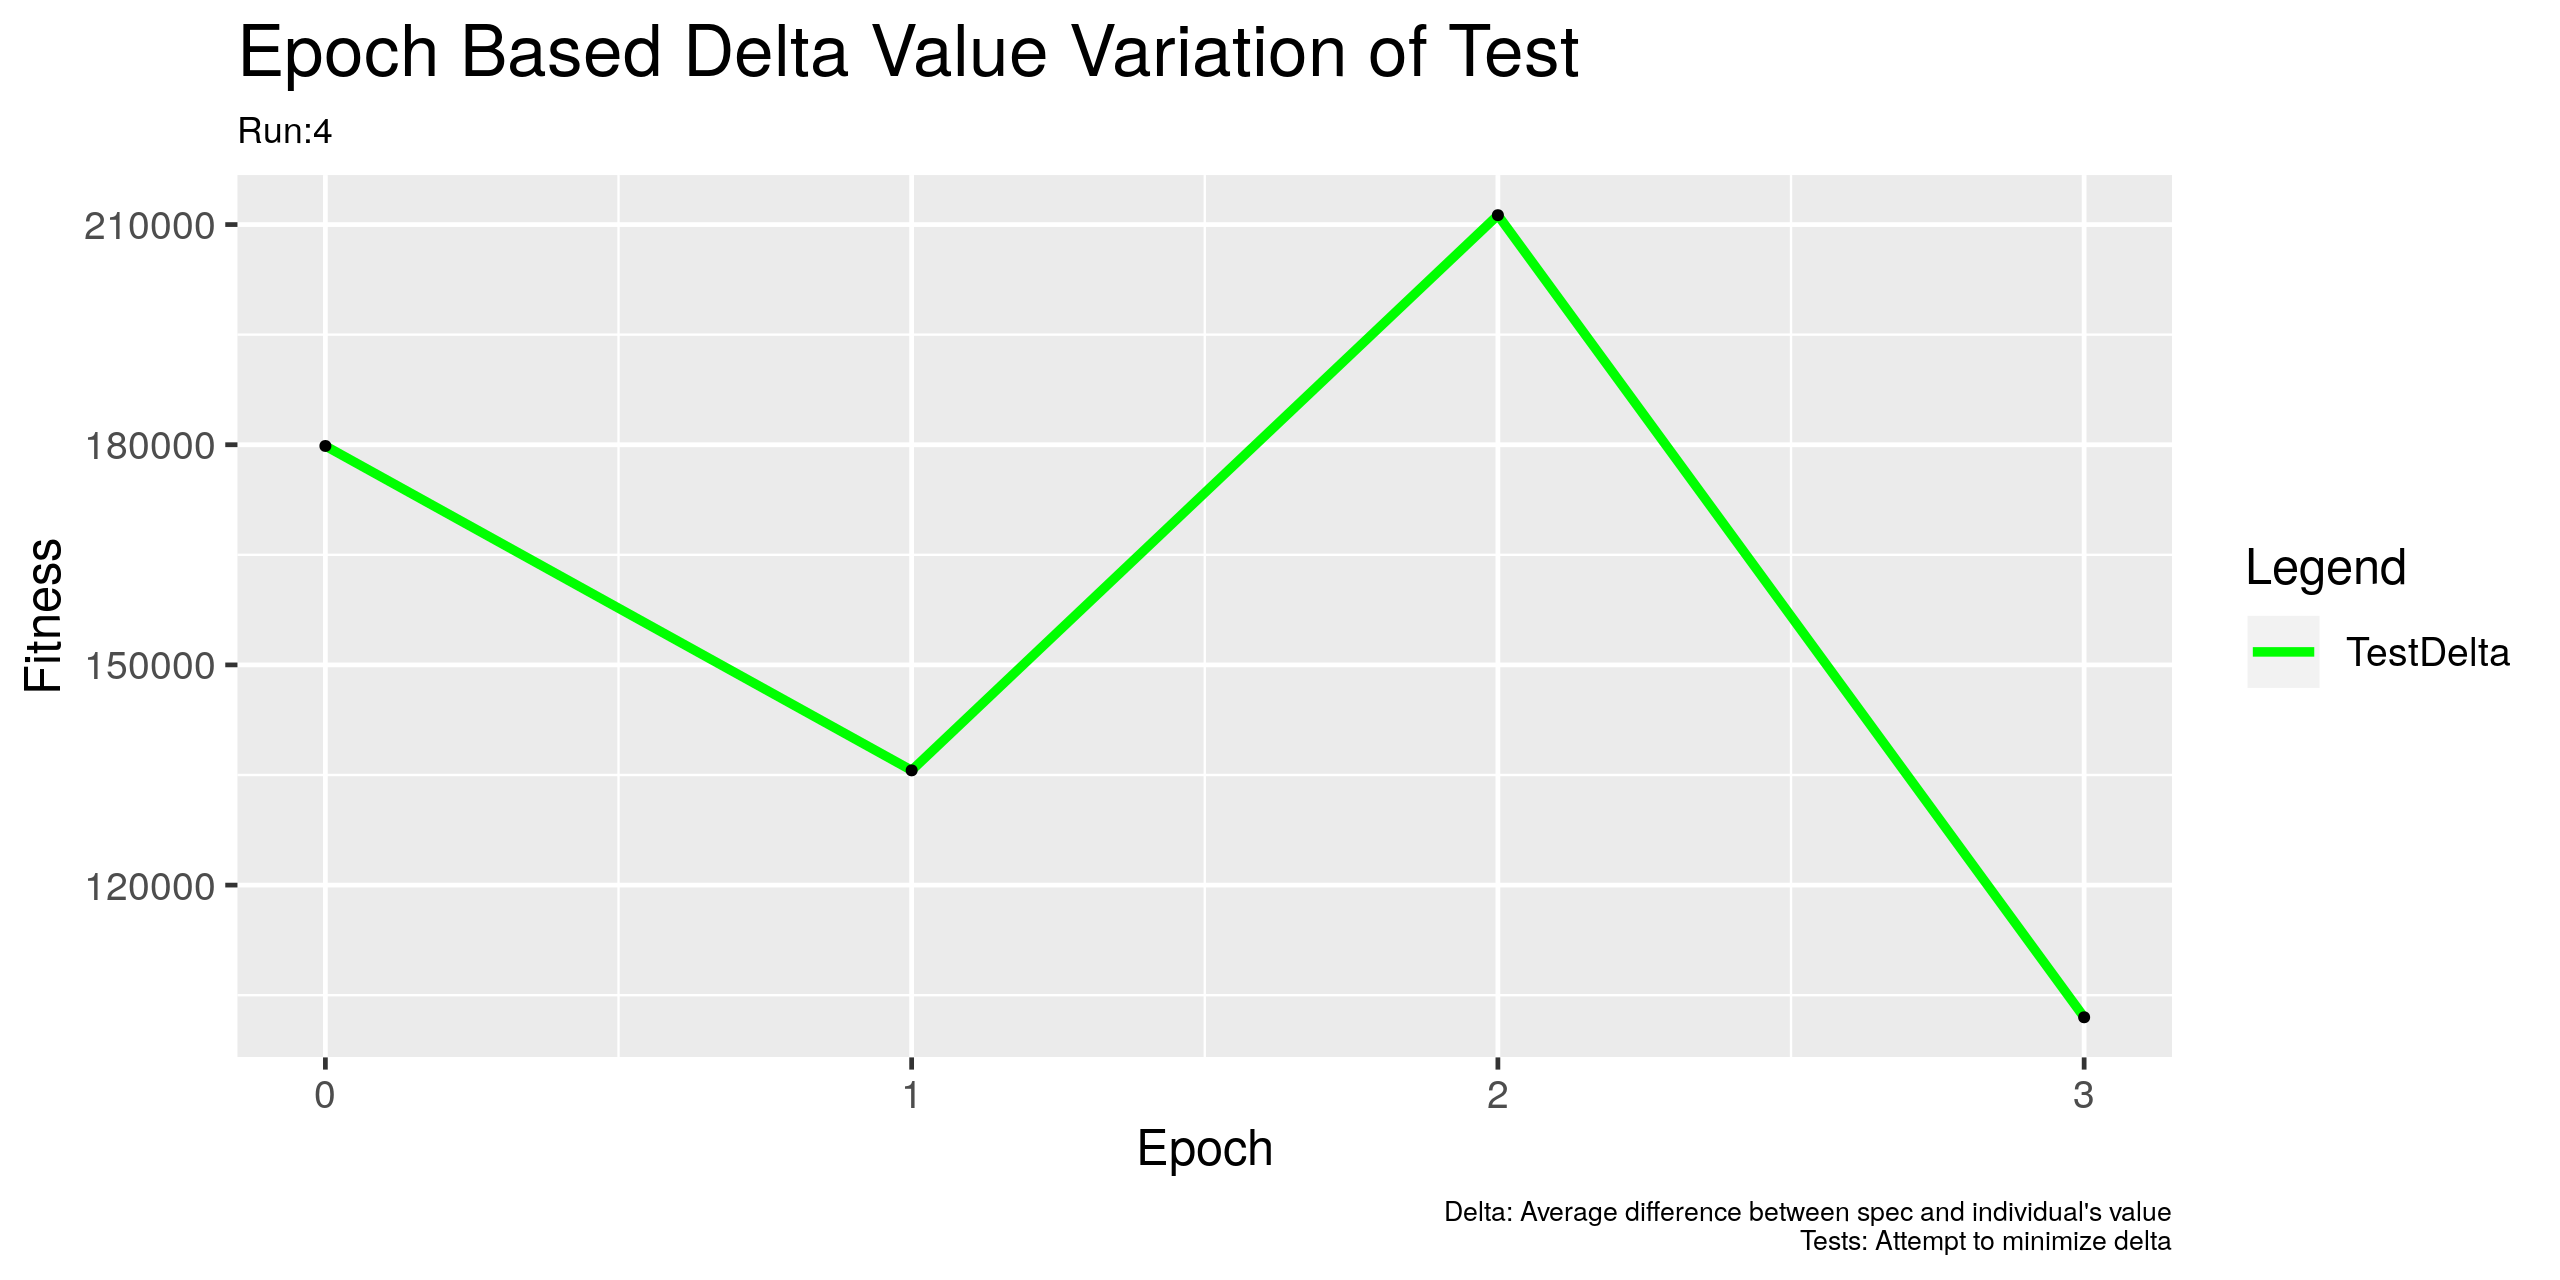 Epoch Based Delta Value Variation of Test
Run:4
Fitness
210000
180000
150000
120000
0 1 2 3
Epoch
Legend
TestDelta
Delta: Average difference between spec and individual's value
Tests: Attempt to minimize delta